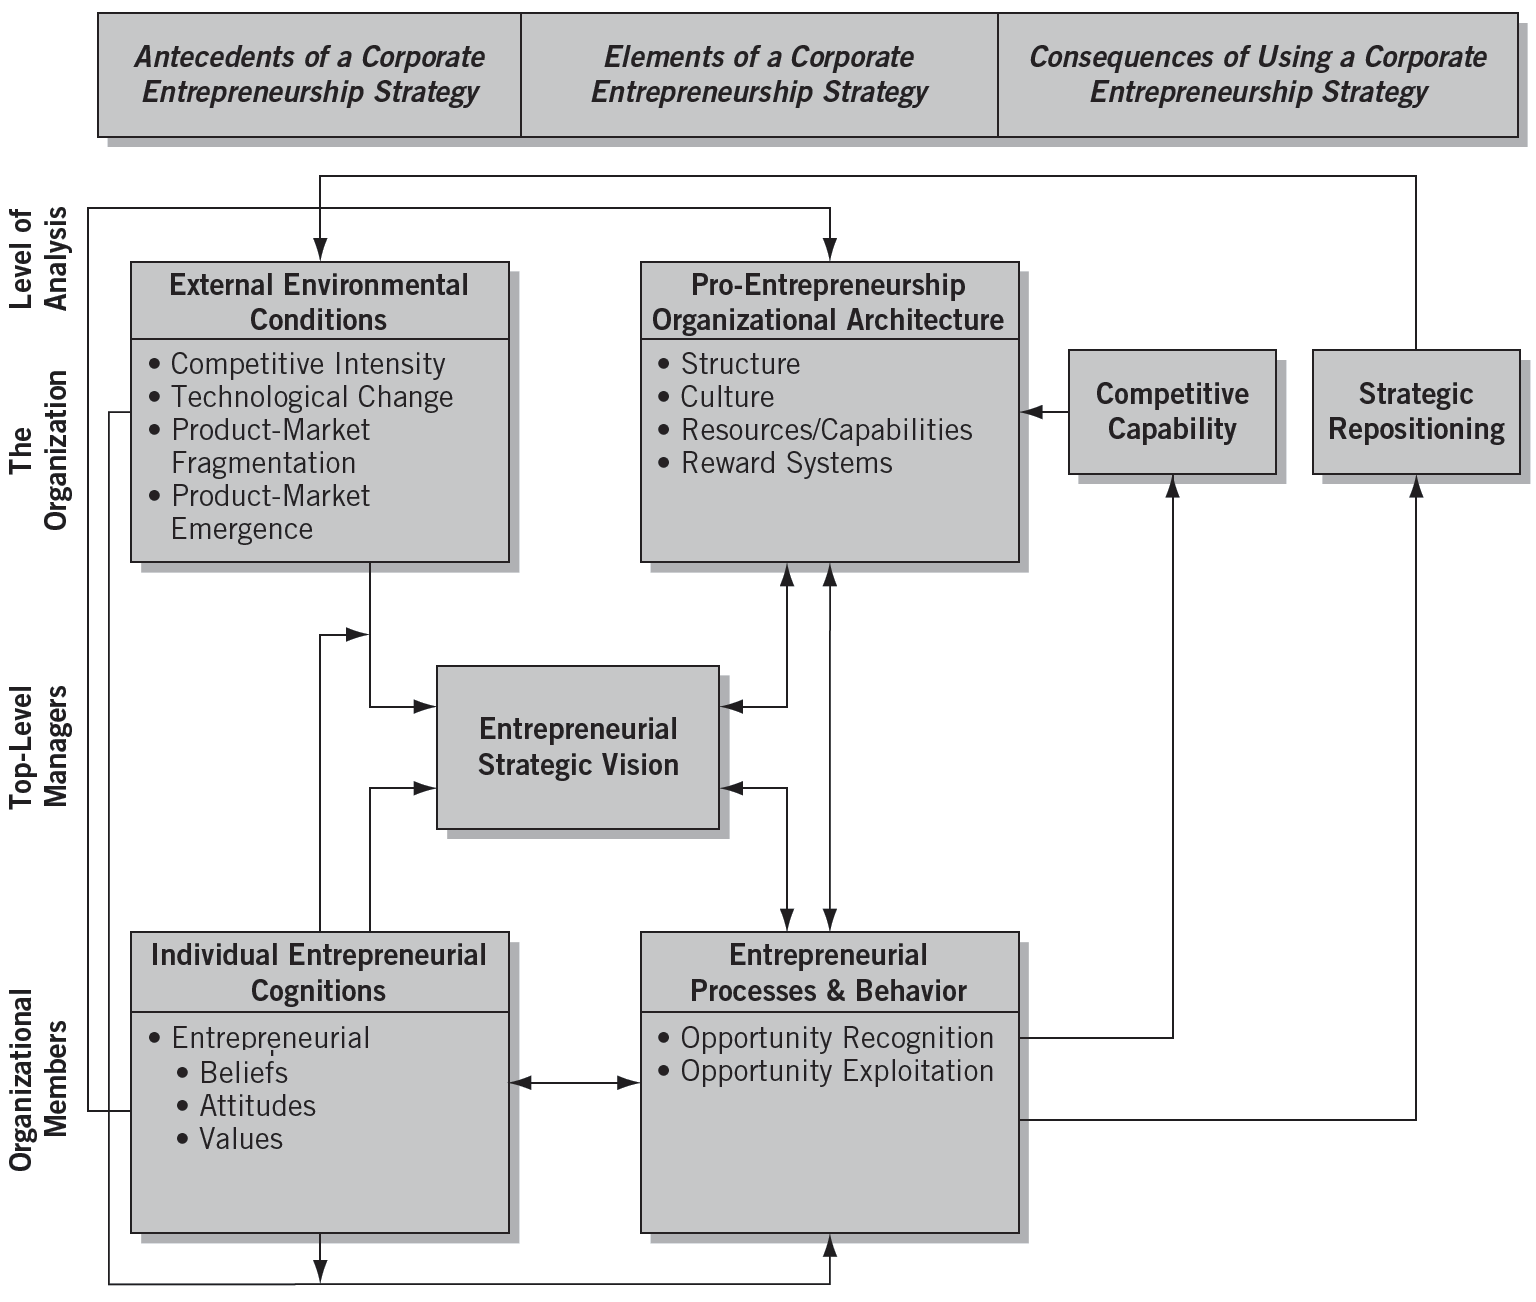 Antecedents of a Corporate
Entrepreneurship Strategy
Elements of a Corporate
Entrepreneurship Strategy
Consequences of Using a Corporate
Entrepreneurship Strategy
Level of
Analysis
The
Organization
Top-Level
Managers
Organizational
Members
External Environmental
Conditions
• Competitive Intensity
• Technological Change
• Product-Market
Fragmentation
• Product-Market
Emergence
Pro-Entrepreneurship
Organizational Architecture
• Structure
• Culture
• Resources/Capabilities
• Reward Systems
Competitive
Capability
Strategic
Repositioning
Entrepreneurial
Strategic Vision
Individual Entrepreneurial
Cognitions
• Entrepreneurial
• Beliefs
• Attitudes
• Values
Entrepreneurial
Processes & Behavior
• Opportunity Recognition
• Opportunity Exploitation